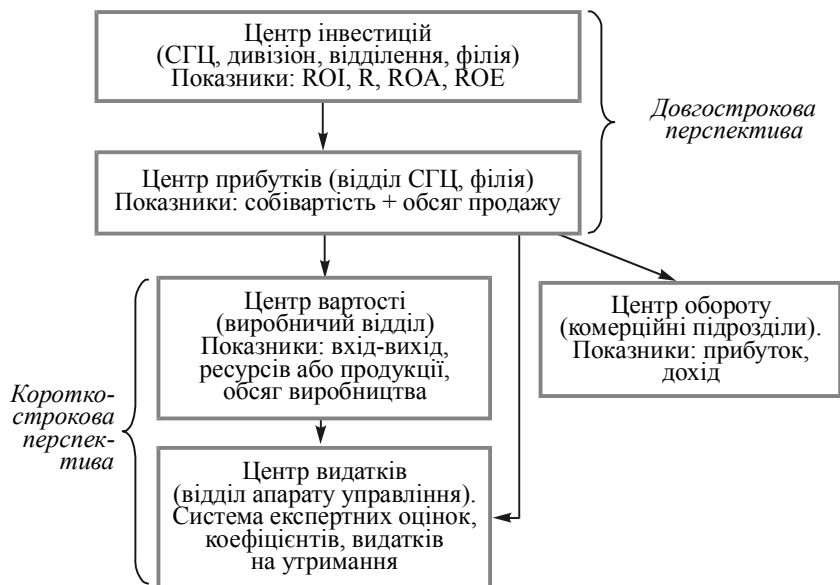 Центр інвестицій
(СГЦ, дивізіон, відділення, філія)
Показники: ROI, R, ROA, ROE
Довгострокова
перспектива
Центр прибутків (відділ СГЦ, філія)
Показники: собівартість + обсяг продажу
Центр вартості
(виробничий відділ)
Показники: вхід-вихід,
ресурсів або продукції,
обсяг виробництва
Центр обороту
(комерційні підрозділи).
Показники: прибуток,
дохід
Коротко-
строкова
перспек-
тива
Центр видатків
(відділ апарату управління).
Система експертних оцінок,
коефіцієнтів, видатків
на утримання